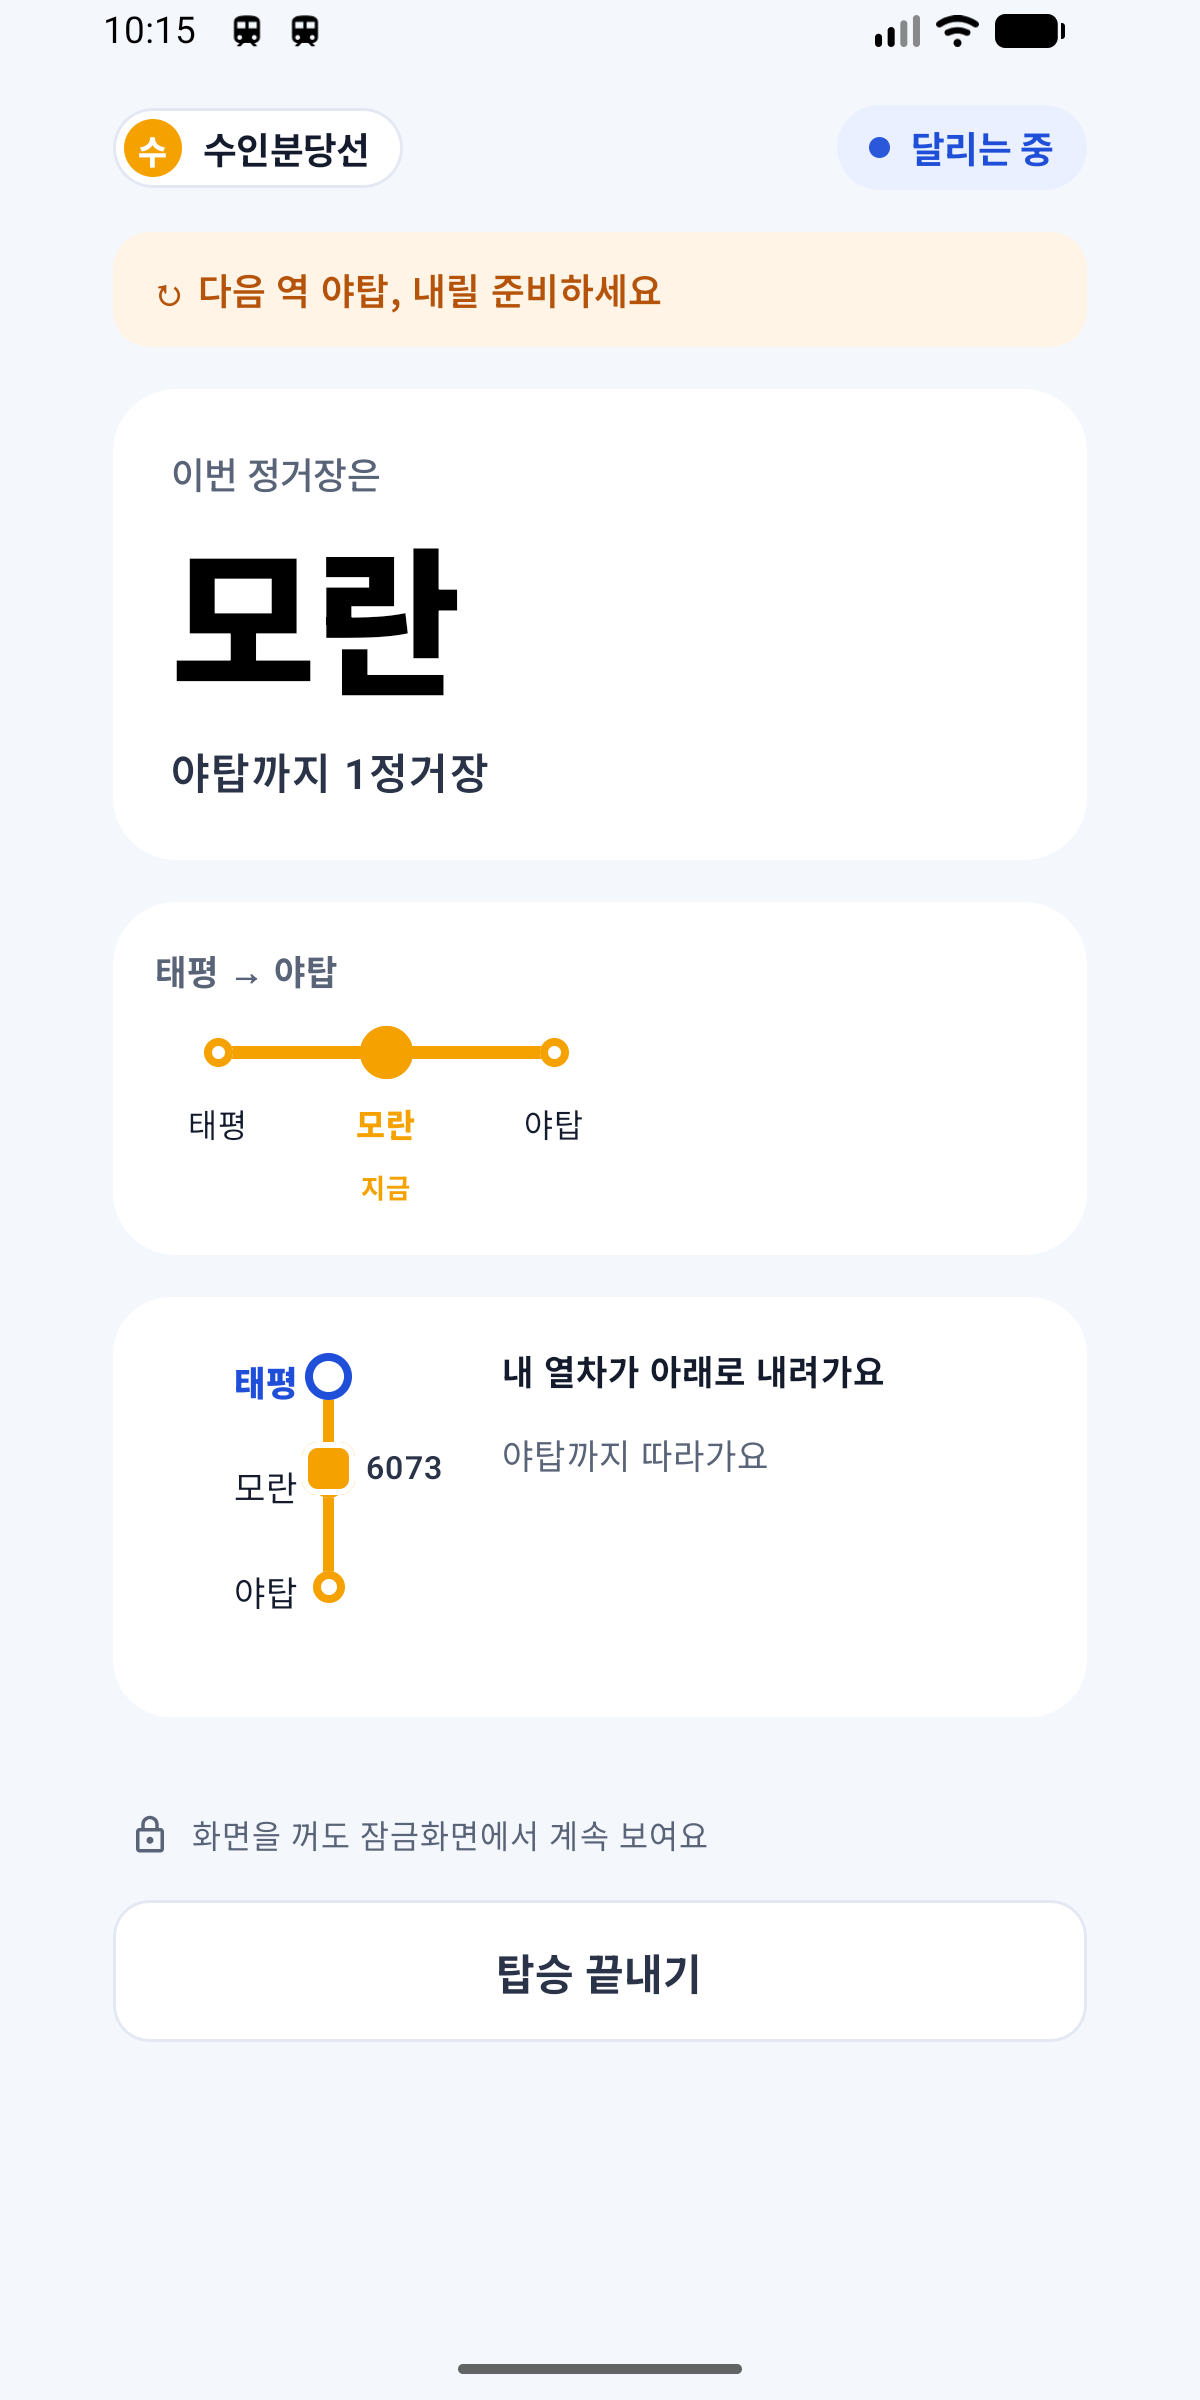 10:15
수 수인분당선
달리는 중
↻ 다음 역 야탑, 내릴 준비하세요
이번 정거장은
모란
야탑까지 1정거장
태평 → 야탑
태평 모란 야탑
지금
태평
모란 6073
야탑
내 열차가 아래로 내려가요
야탑까지 따라가요
화면을 꺼도 잠금화면에서 계속 보여요
탑승 끝내기